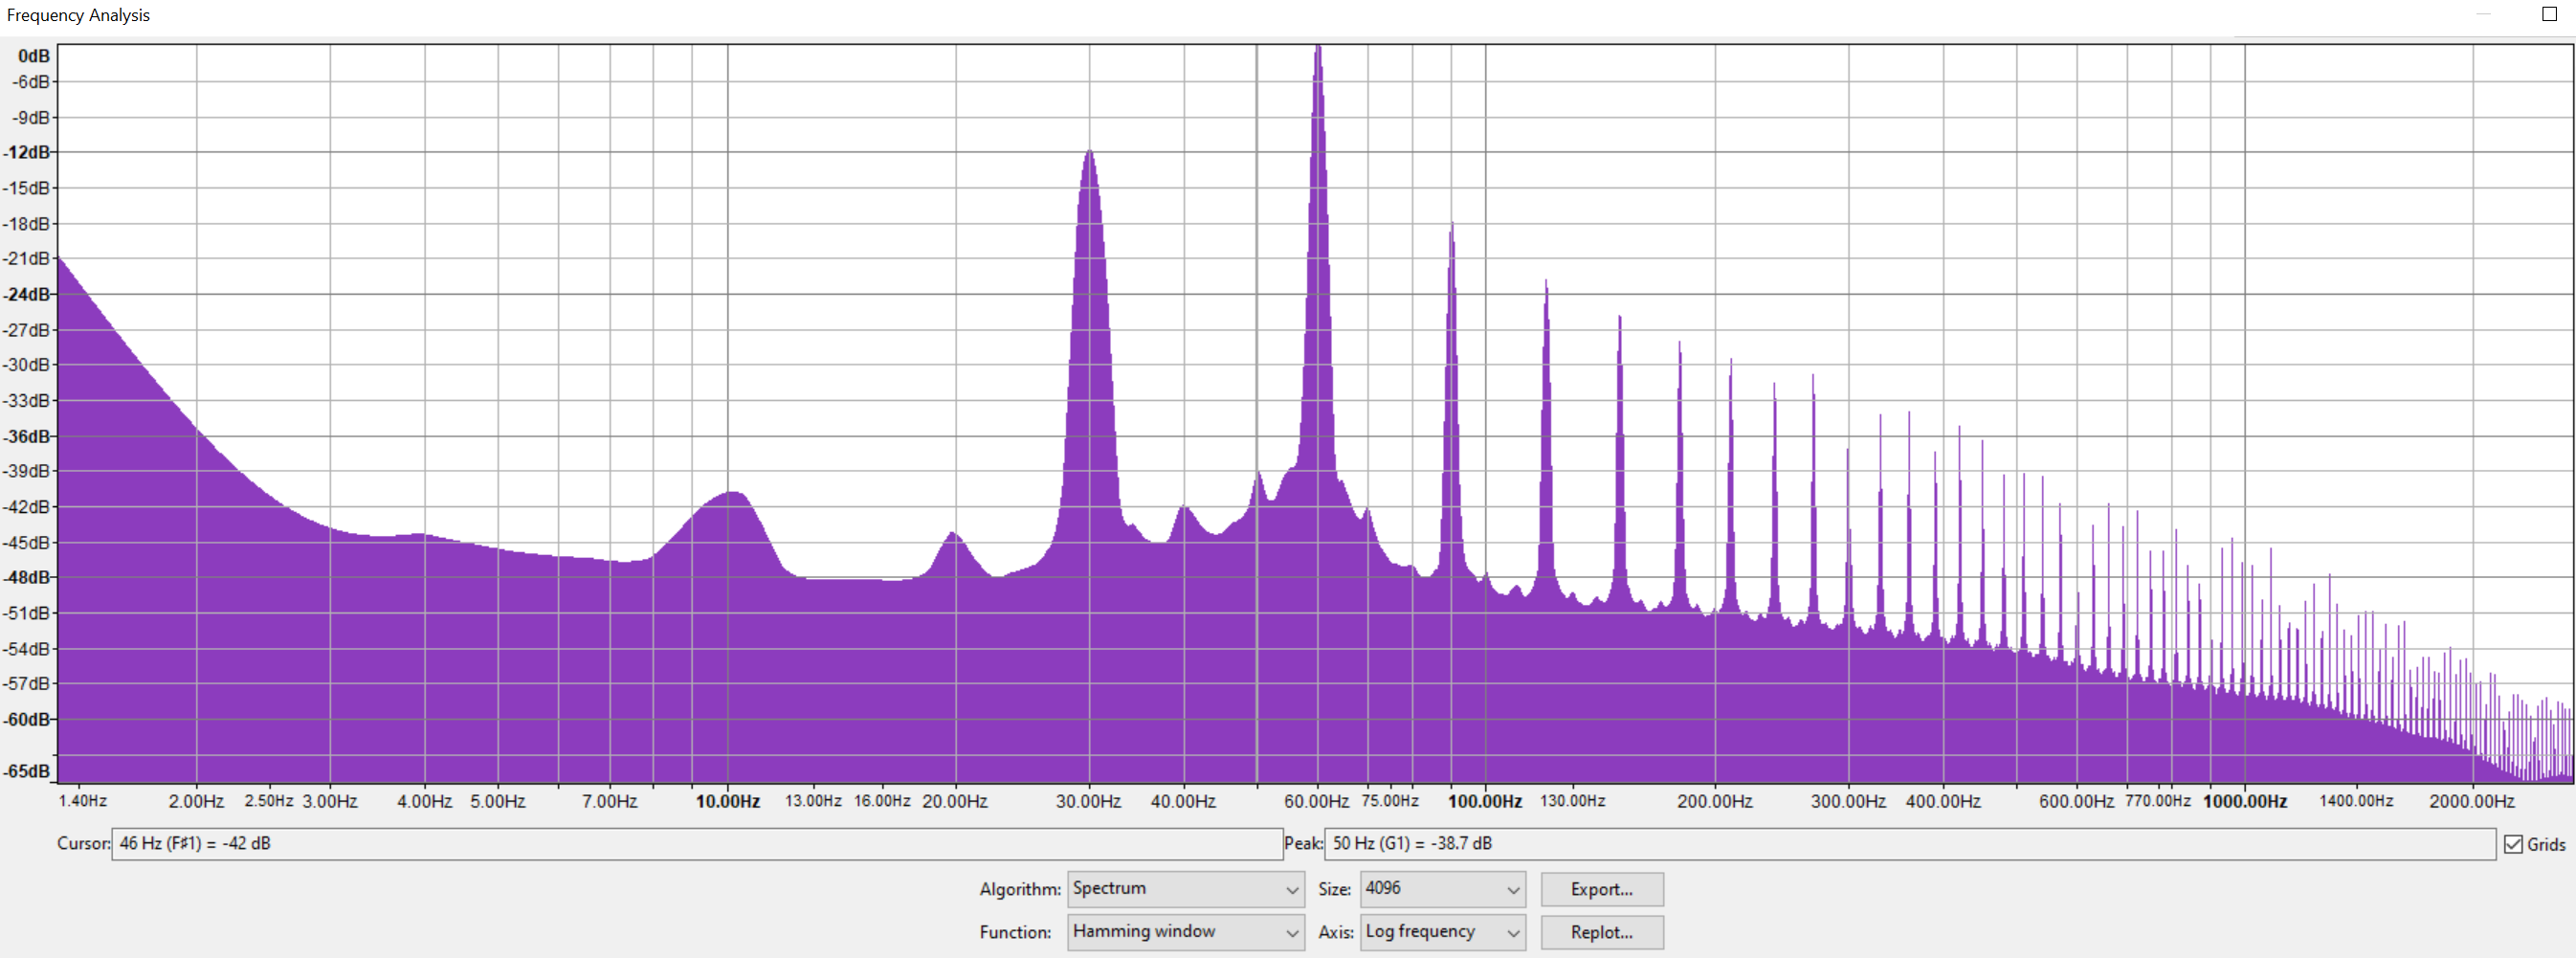 Frequency Analysis
0dB
-6dB
-9dB
-12dB
-15dB
-18dB
-21dB
-24dB
-27dB
-30dB
-33dB
-36dB
-39dB
-42dB
-45dB
-48dB
-51dB
-54dB
-57dB
-60dB
-65dB
1.40Hz 2.00Hz 2.50Hz 3.00Hz 4.00Hz 5.00Hz 7.00Hz 10.00Hz 13.00Hz 16.00Hz 20.00Hz 30.00Hz 40.00Hz 60.00Hz 75.00Hz 100.00Hz 130.00Hz 200.00Hz 300.00Hz 400.00Hz 600.00Hz 770.00Hz 1000.00Hz 1400.00Hz 2000.00Hz
Cursor: 46 Hz (F♯1) = -42 dB Peak: 50 Hz (G1) = -38.7 dB Grids
Algorithm: Spectrum Size: 4096 Export...
Function: Hamming window Axis: Log frequency Replot...